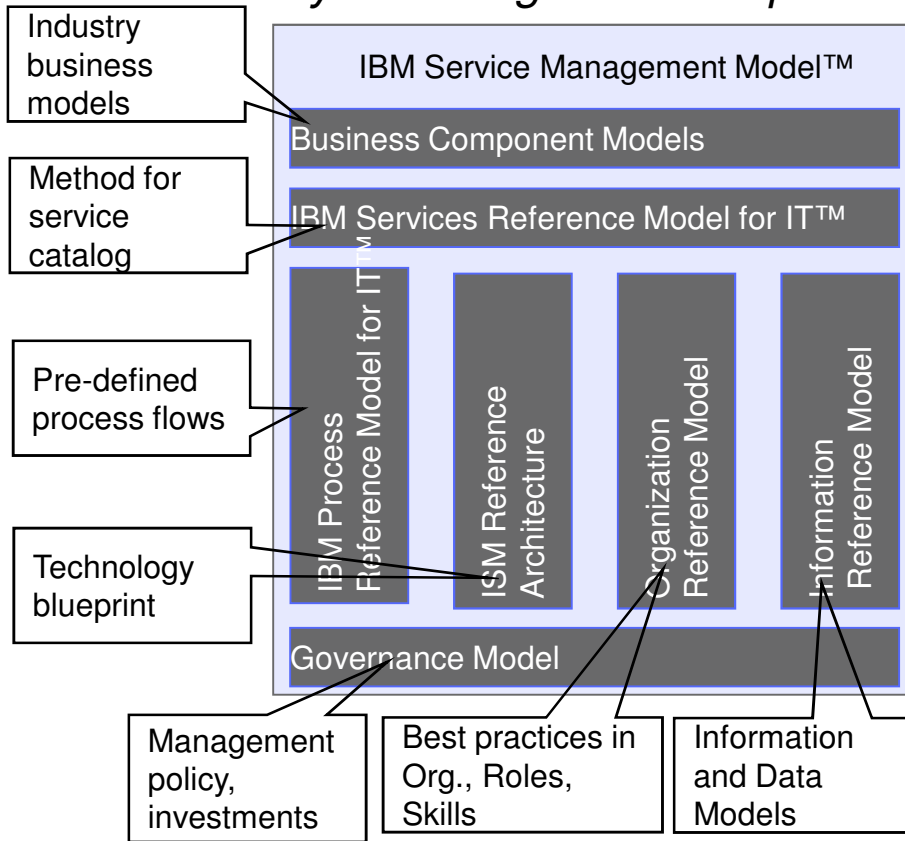 Industry
business
models
IBM Service Management Model™
Business Component Models
Method for
service
catalog
IBM Services Reference Model for IT™
Pre-defined
process flows
IBM Process
Reference Model for IT™
ISM Reference
Architecture
Organization
Reference Model
Information
Reference Model
Technology
blueprint
Governance Model
Management
policy,
investments
Best practices in
Org., Roles,
Skills
Information
and Data
Models